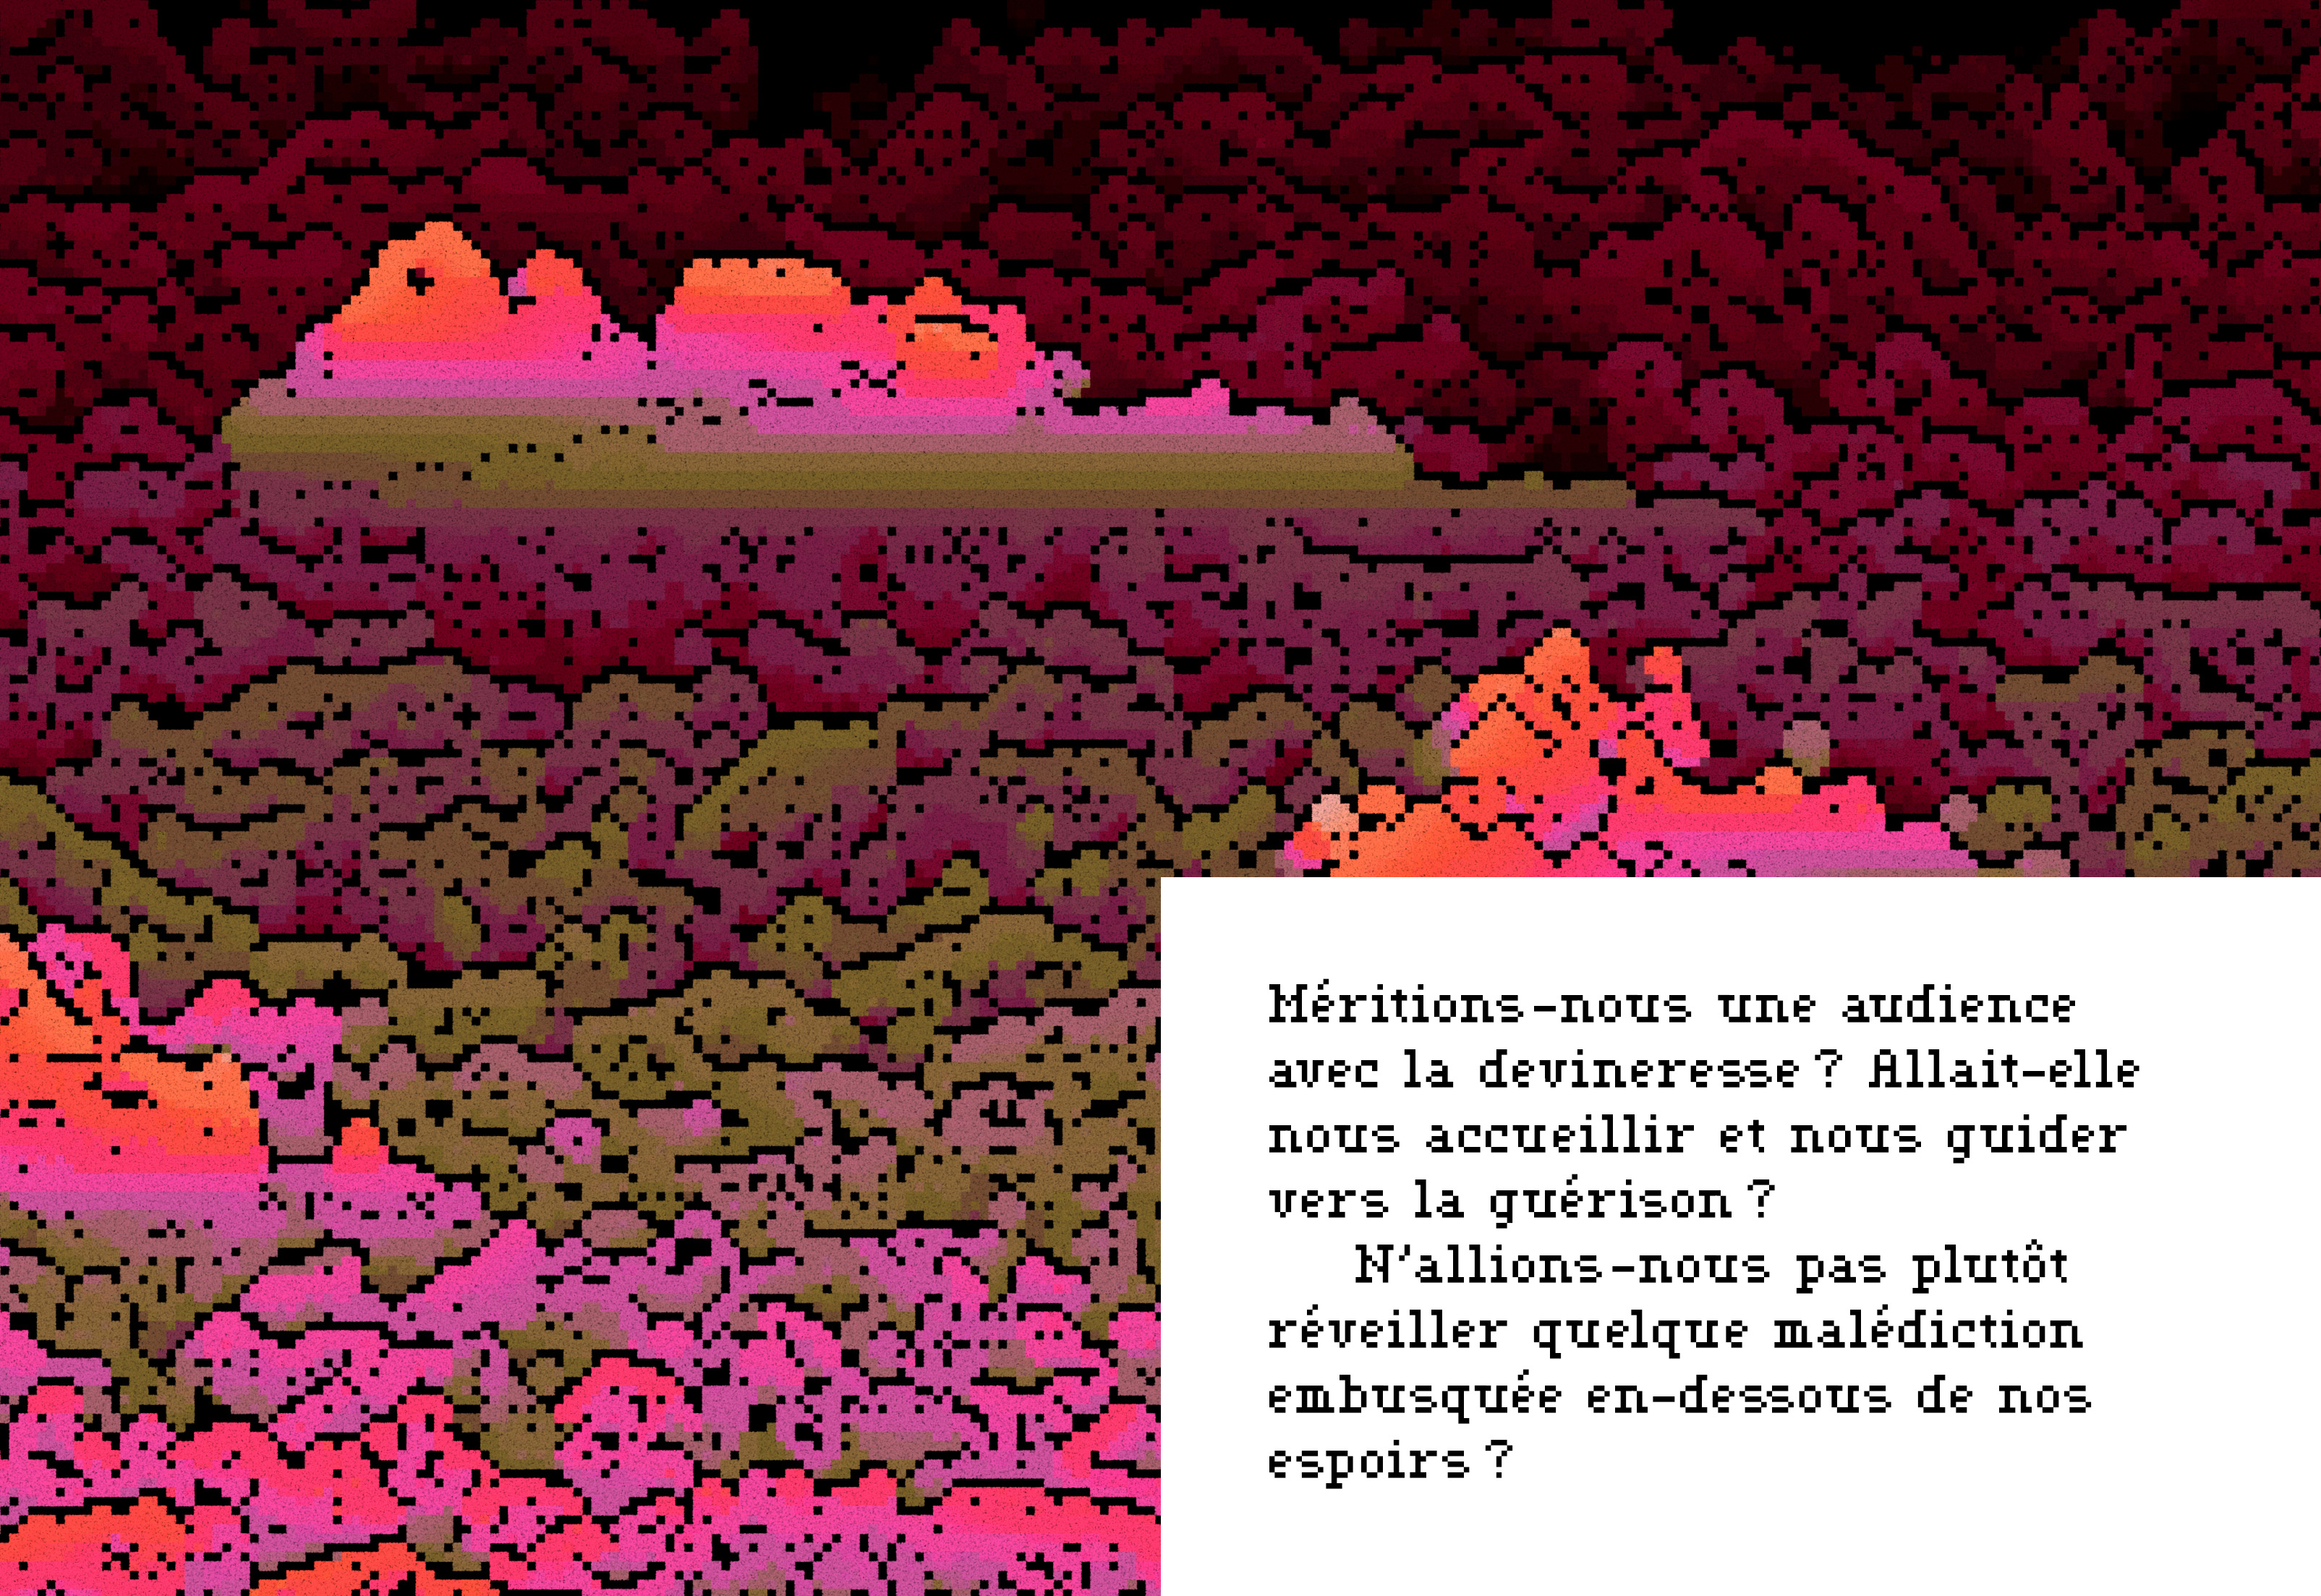 Méritions-nous une audience
avec la devineresse ? Allait-elle
nous accueillir et nous guider
vers la guérison ?
N'allions-nous pas plutôt
réveiller quelque malédiction
embusquée en-dessous de nos
espoirs ?